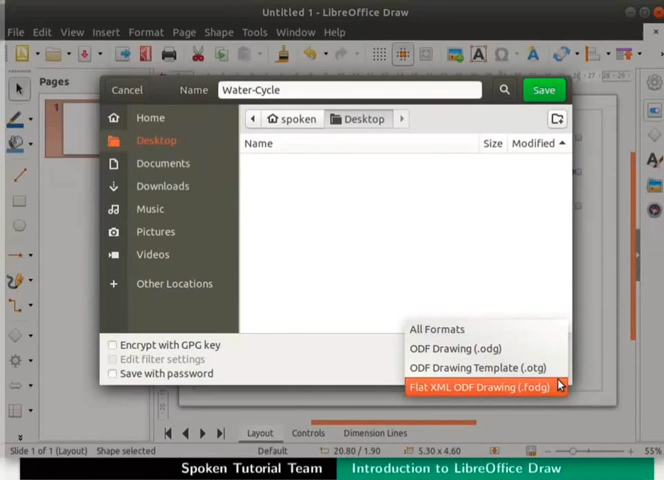 Untitled 1 - LibreOffice Draw
File Edit View Insert Format Page Shape Tools Window Help
Pages
Cancel Name Water-Cycle Save
spoken Desktop
Name Size Modified
Home
Desktop
Documents
Downloads
Music
Pictures
Videos
Other Locations
All Formats
ODF Drawing (.odg)
ODF Drawing Template (.otg)
Flat XML ODF Drawing (.fodg)
Encrypt with GPG key
Edit filter settings
Save with password
1
Layout Controls Dimension Lines
Slide 1 of 1 (Layout) Shape selected Default 20.80 / 1.90 5.30 x 4.60 55%
Spoken Tutorial Team Introduction to LibreOffice Draw